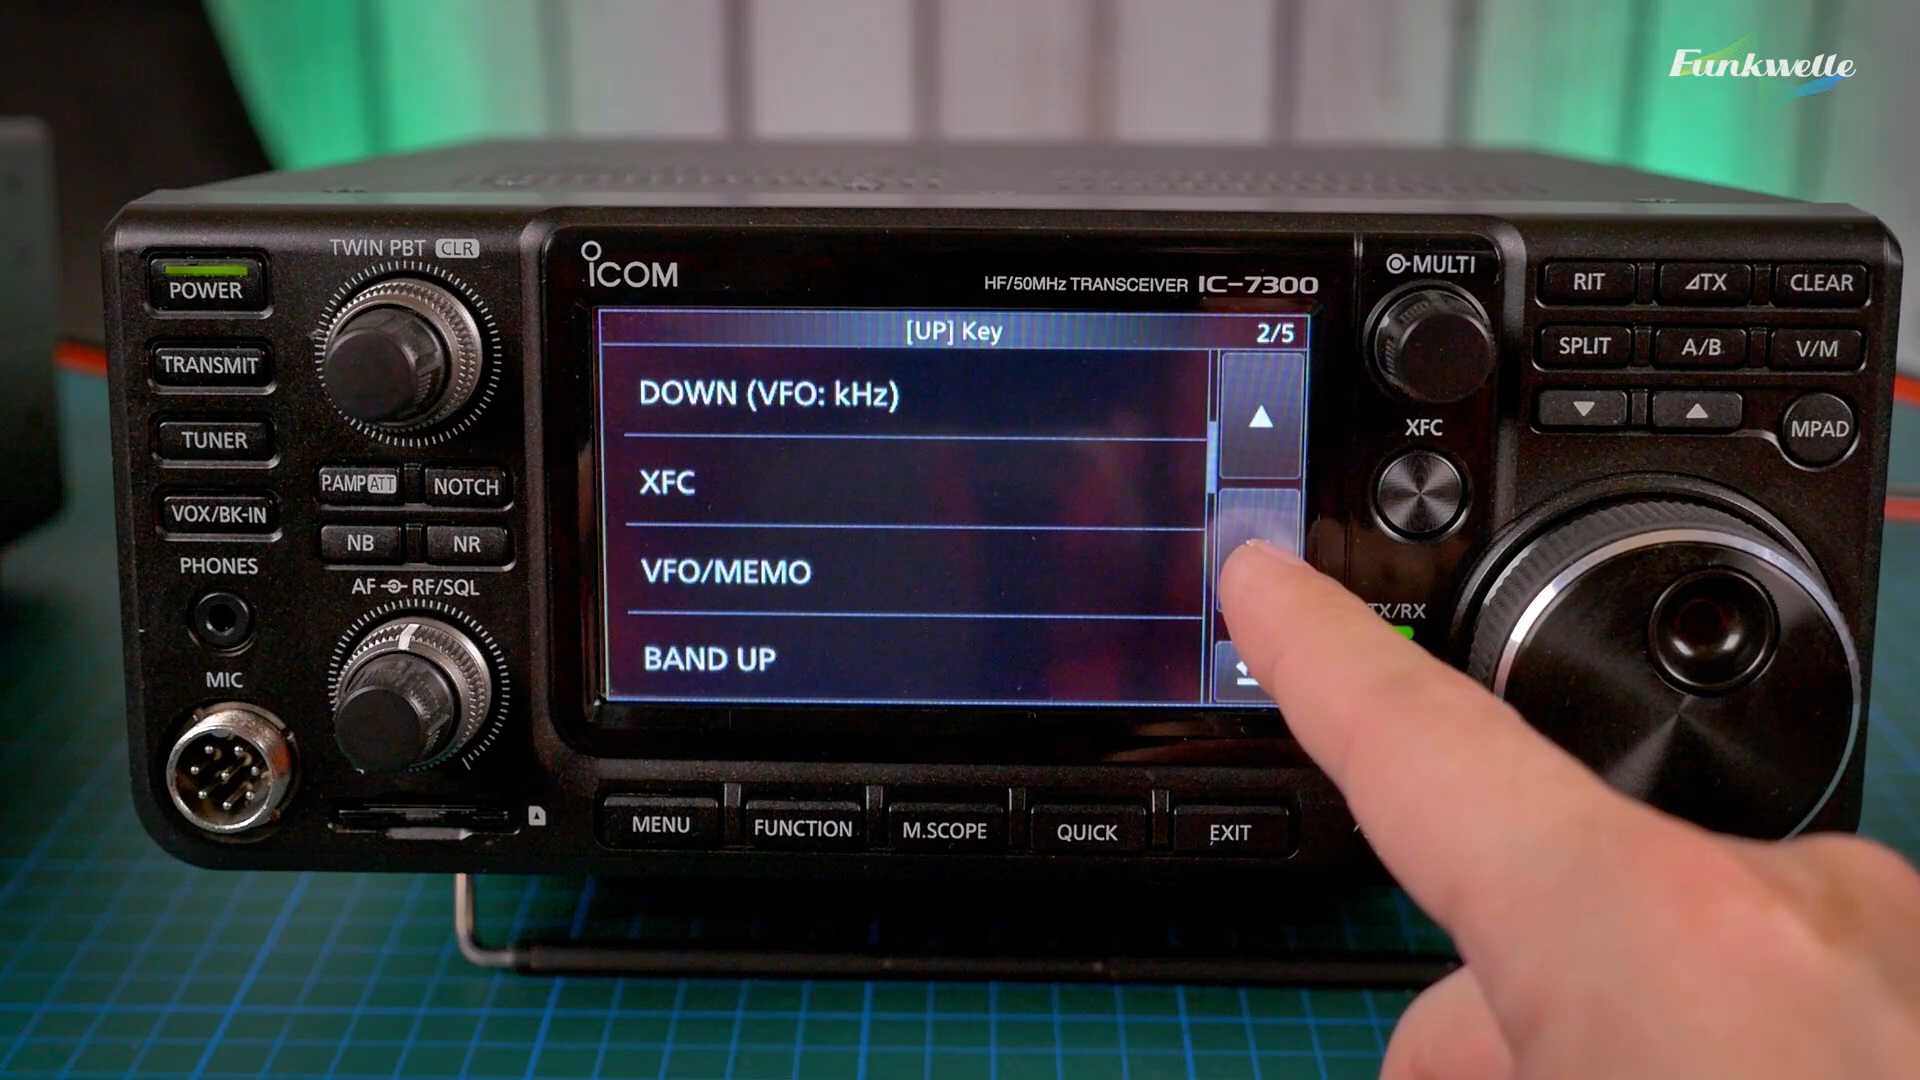 Funkwelle
TWIN PBT CLR
POWER
TRANSMIT
TUNER
VOX/BK-IN
P.AMP ATT
NOTCH
NB
NR
PHONES
AF RF/SQL
MIC
ICOM
HF/50MHz TRANSCEIVER IC-7300
[UP] Key
2/5
DOWN (VFO: kHz)
XFC
VFO/MEMO
BAND UP
MENU
FUNCTION
M.SCOPE
QUICK
EXIT
MULTI
XFC
TX/RX
RIT
⊿TX
CLEAR
SPLIT
A/B
V/M
MPAD